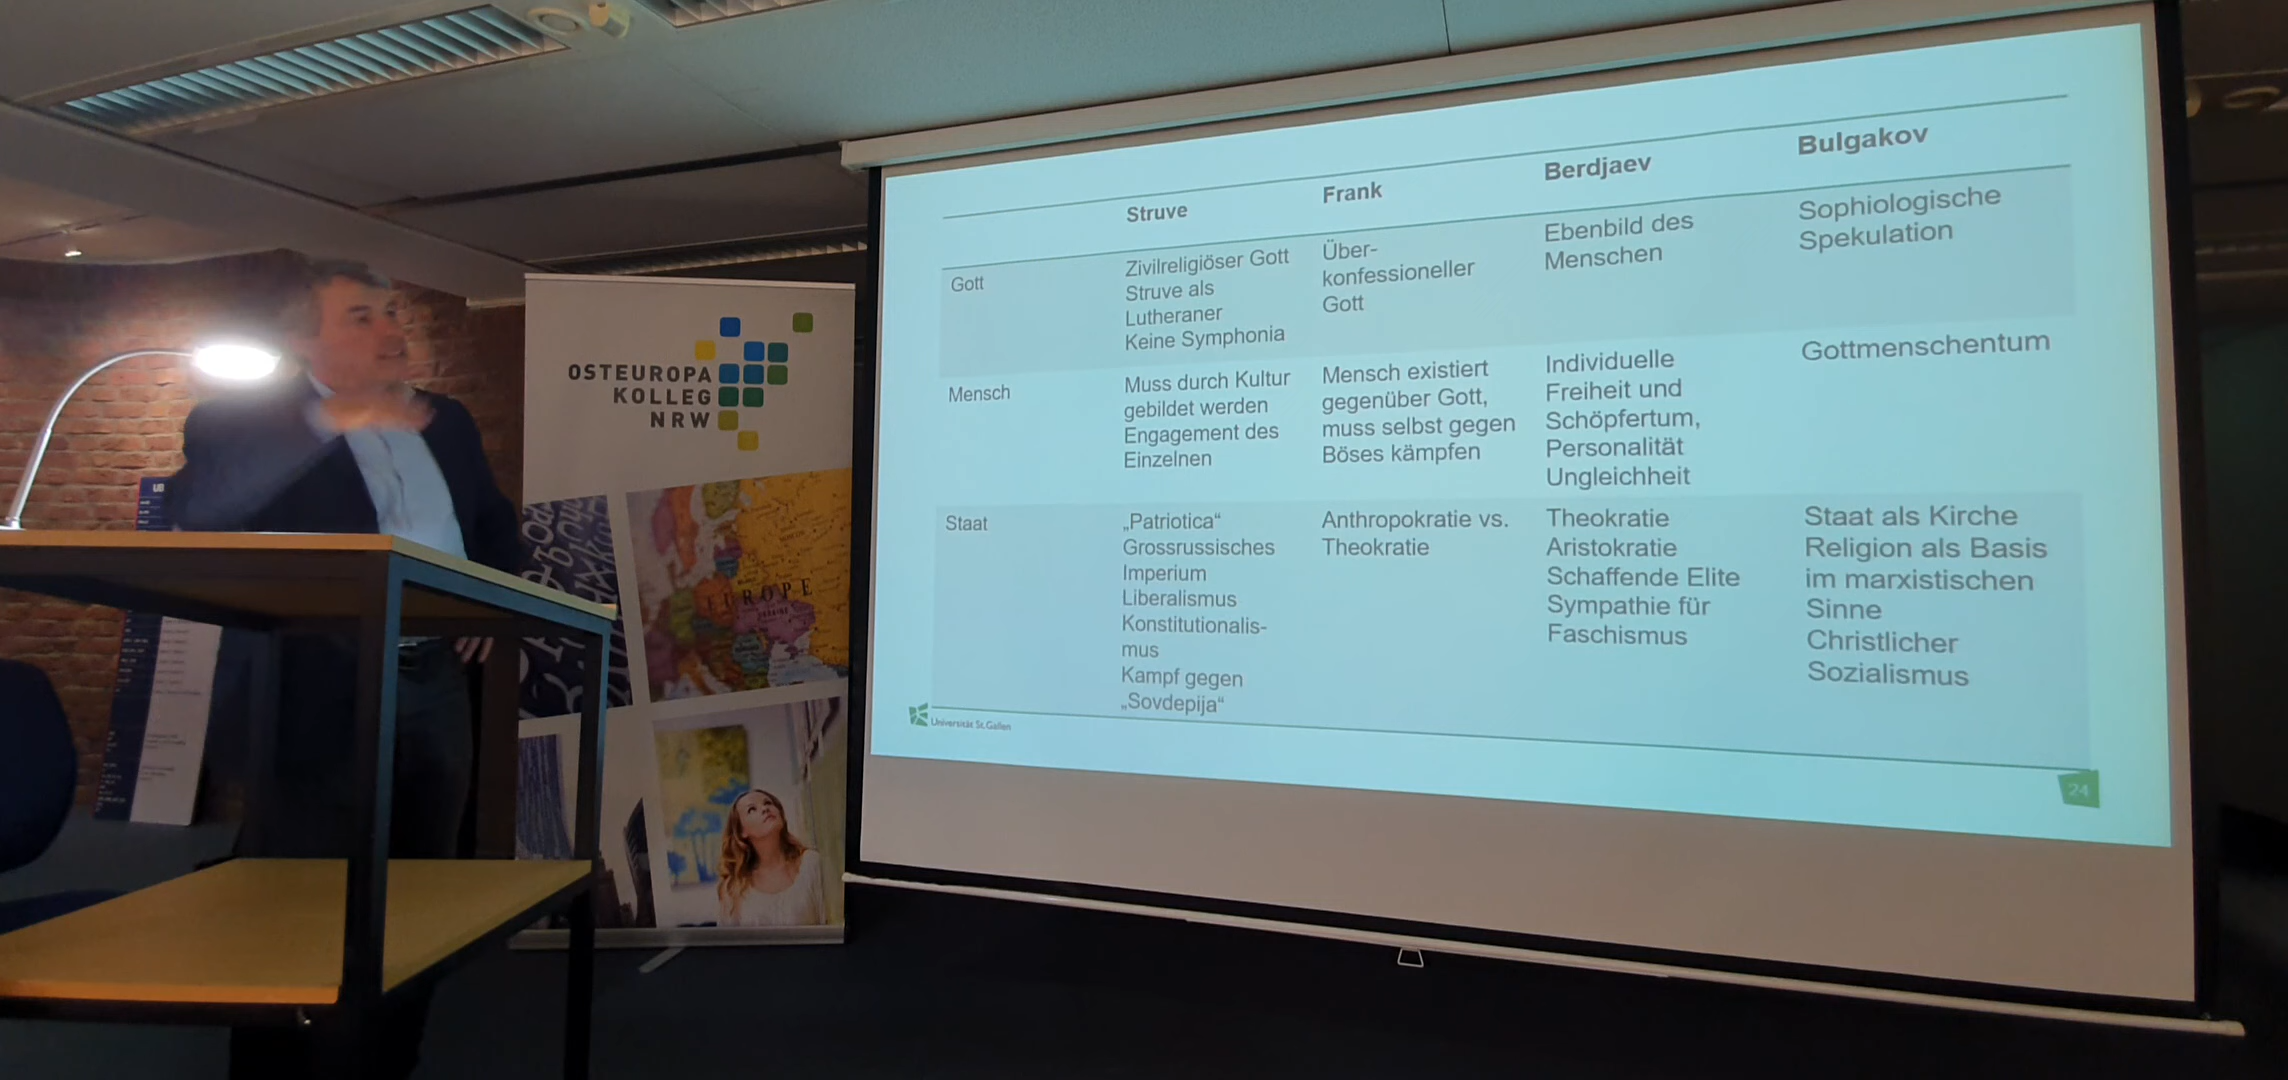 OSTEUROPA
KOLLEG
NRW
EUROPE
Struve
Frank
Berdjaev
Bulgakov
Gott
Zivilreligiöser Gott
Struve als
Lutheraner
Keine Symphonia
Über-
konfessioneller
Gott
Ebenbild des
Menschen
Sophiologische
Spekulation
Mensch
Muss durch Kultur
gebildet werden
Engagement des
Einzelnen
Mensch existiert
gegenüber Gott,
muss selbst gegen
Böses kämpfen
Individuelle
Freiheit und
Schöpfertum,
Personalität
Ungleichheit
Gottmenschentum
Staat
„Patriotica“
Grossrussisches
Imperium
Liberalismus
Konstitutionalis-
mus
Kampf gegen
„Sovdepija“
Anthropokratie vs.
Theokratie
Theokratie
Aristokratie
Schaffende Elite
Sympathie für
Faschismus
Staat als Kirche
Religion als Basis
im marxistischen
Sinne
Christlicher
Sozialismus
Universität St.Gallen
24